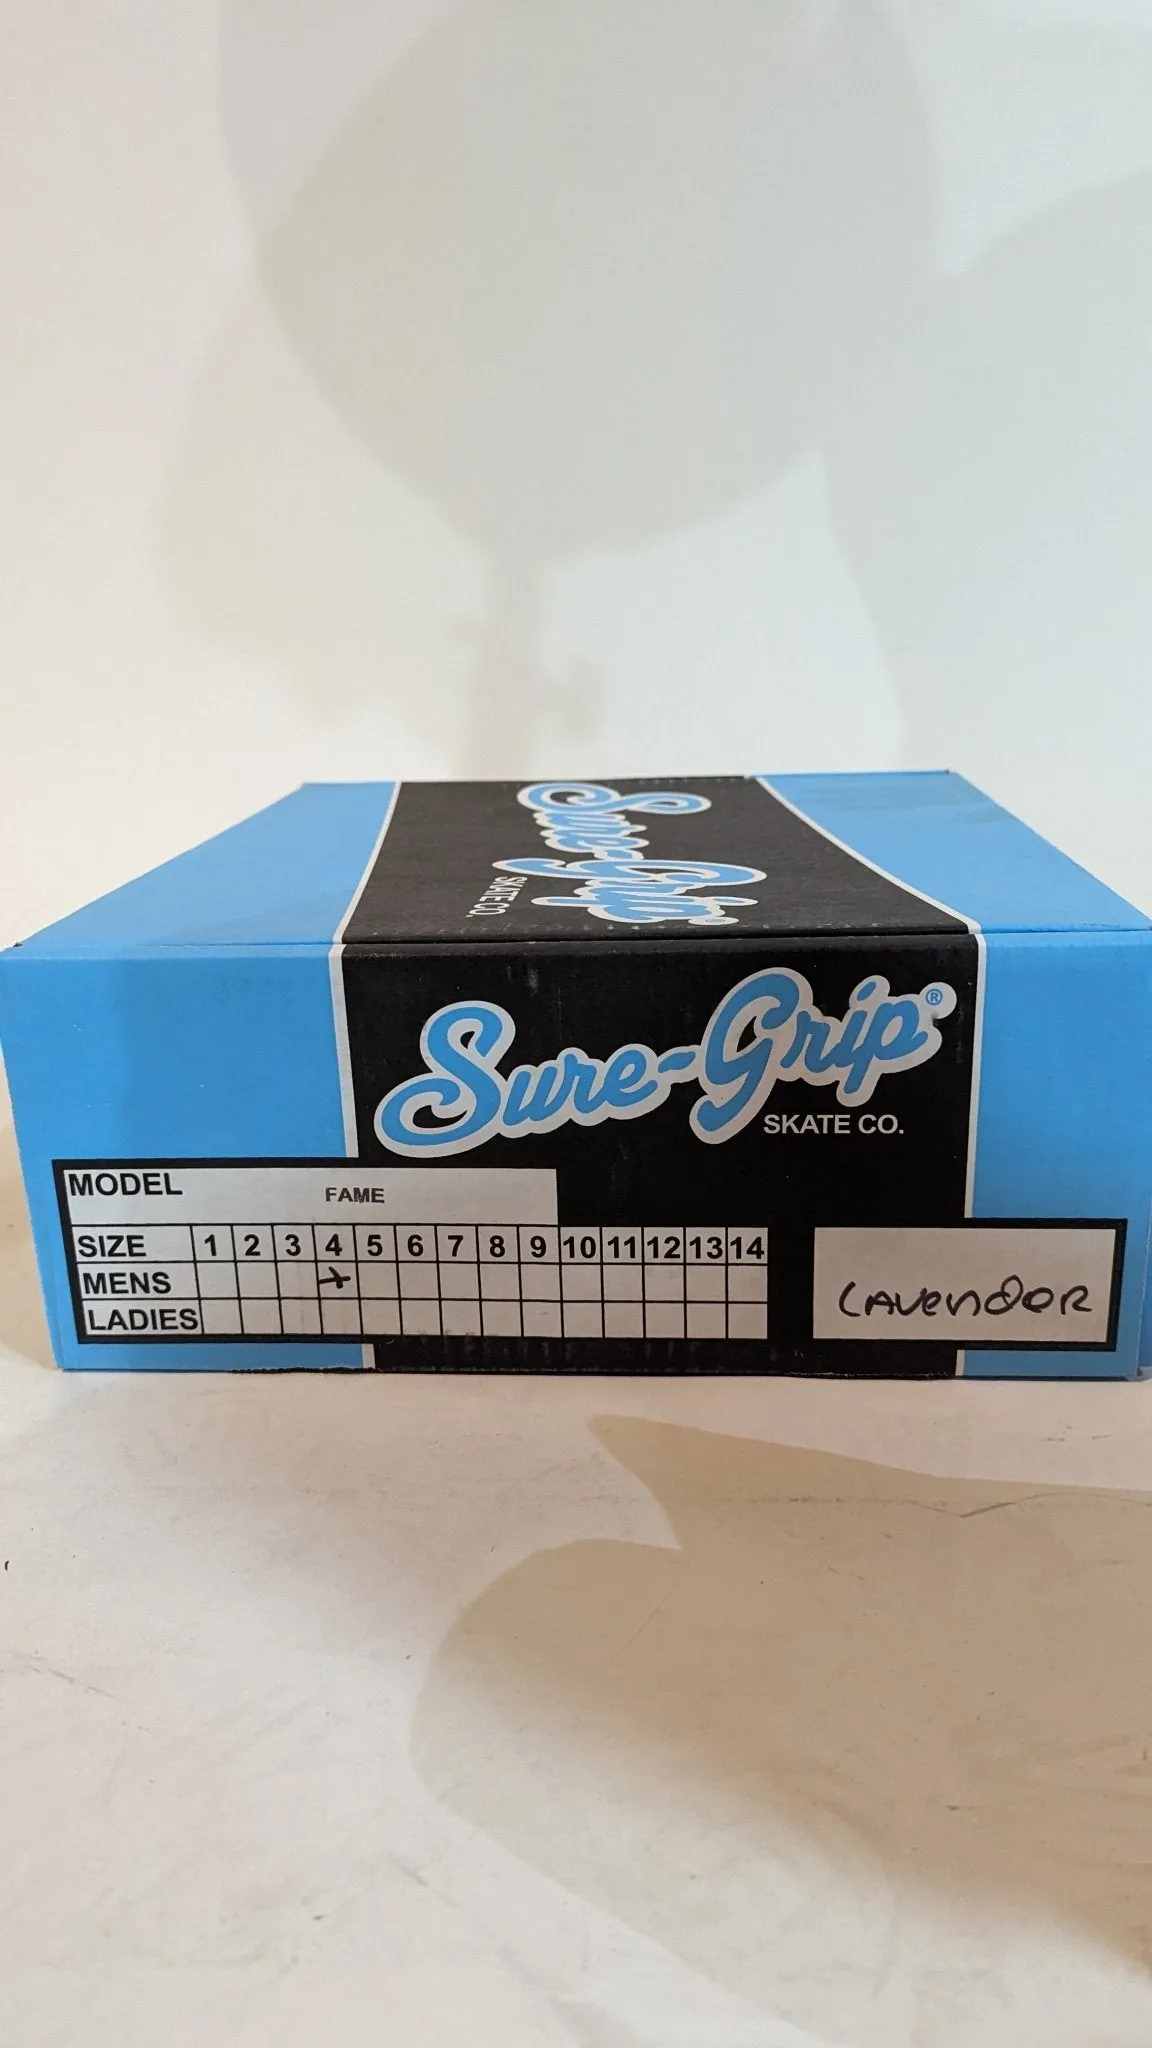 Sure-Grip®
SKATE CO.
Sure-Grip®
SKATE CO.
MODEL FAME
SIZE 1 2 3 4 5 6 7 8 9 10 11 12 13 14
MENS x
LADIES
LAvendoR